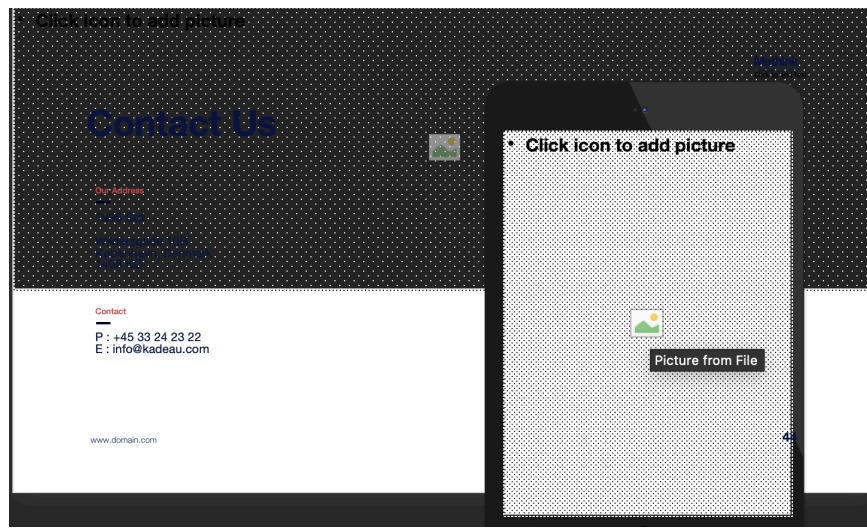 Click icon to add picture
Contact Us
Click icon to add picture
Our Address
Contact
P : +45 33 24 23 22
E : info@kadeau.com
Picture from File
www.domain.com